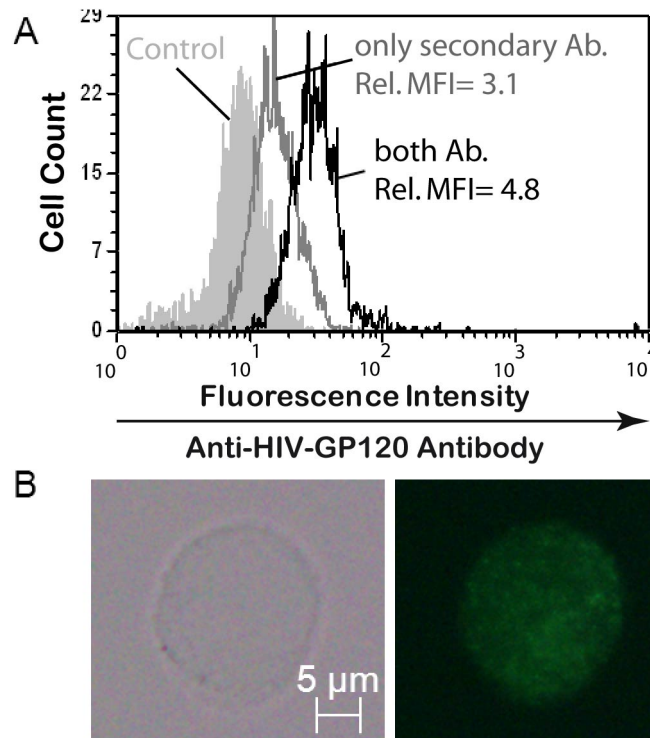 A
29
22
15
7
0
Cell Count
Control
only secondary Ab.
Rel. MFI= 3.1
both Ab.
Rel. MFI= 4.8
10^0 10^1 10^2 10^3 10^4
Fluorescence Intensity
Anti-HIV-GP120 Antibody
B
5 µm